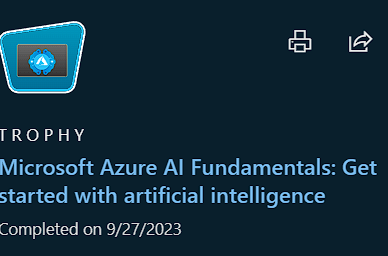 TROPHY
Microsoft Azure AI Fundamentals: Get
started with artificial intelligence
Completed on 9/27/2023